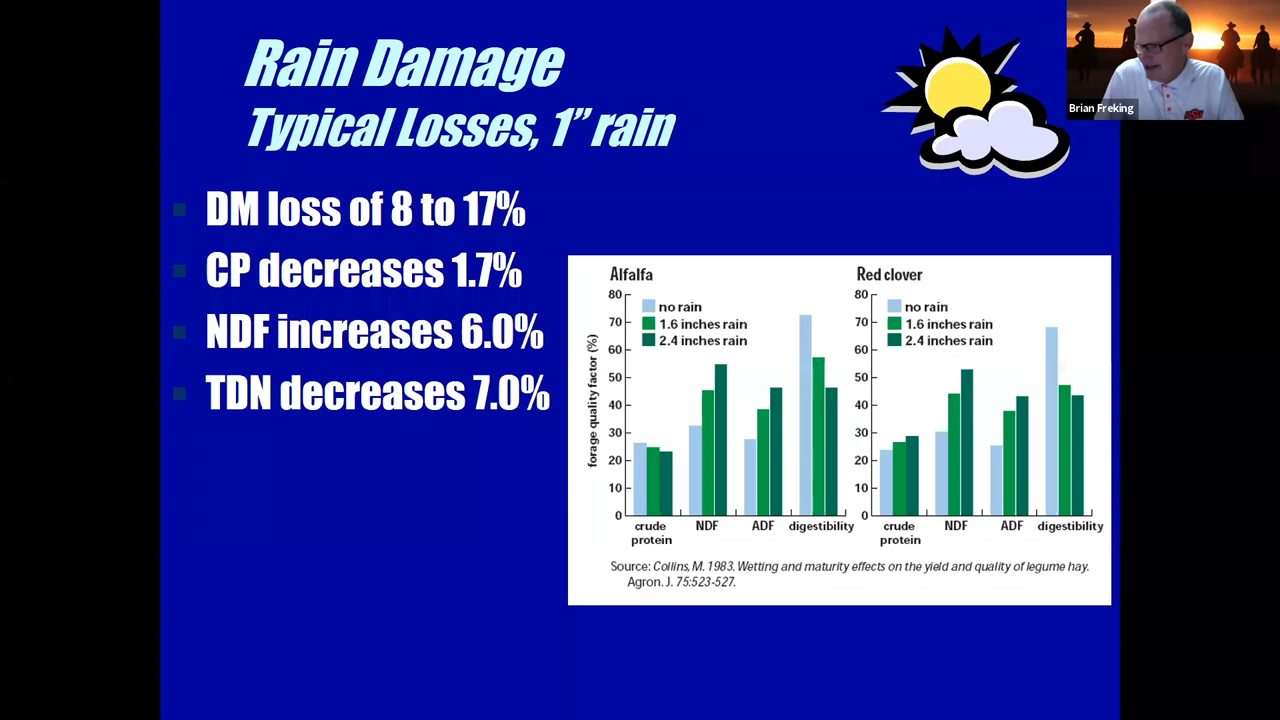 Rain Damage
Typical Losses, 1” rain
DM loss of 8 to 17%
CP decreases 1.7%
NDF increases 6.0%
TDN decreases 7.0%
Alfalfa
80
70
60
50
40
30
20
10
0
forage quality factor (%)
no rain
1.6 inches rain
2.4 inches rain
crude protein
NDF
ADF
digestibility
Red clover
80
70
60
50
40
30
20
10
0
no rain
1.6 inches rain
2.4 inches rain
crude protein
NDF
ADF
digestibility
Source: Collins, M. 1983. Wetting and maturity effects on the yield and quality of legume hay.
Agron. J. 75:523-527.
Brian Freking